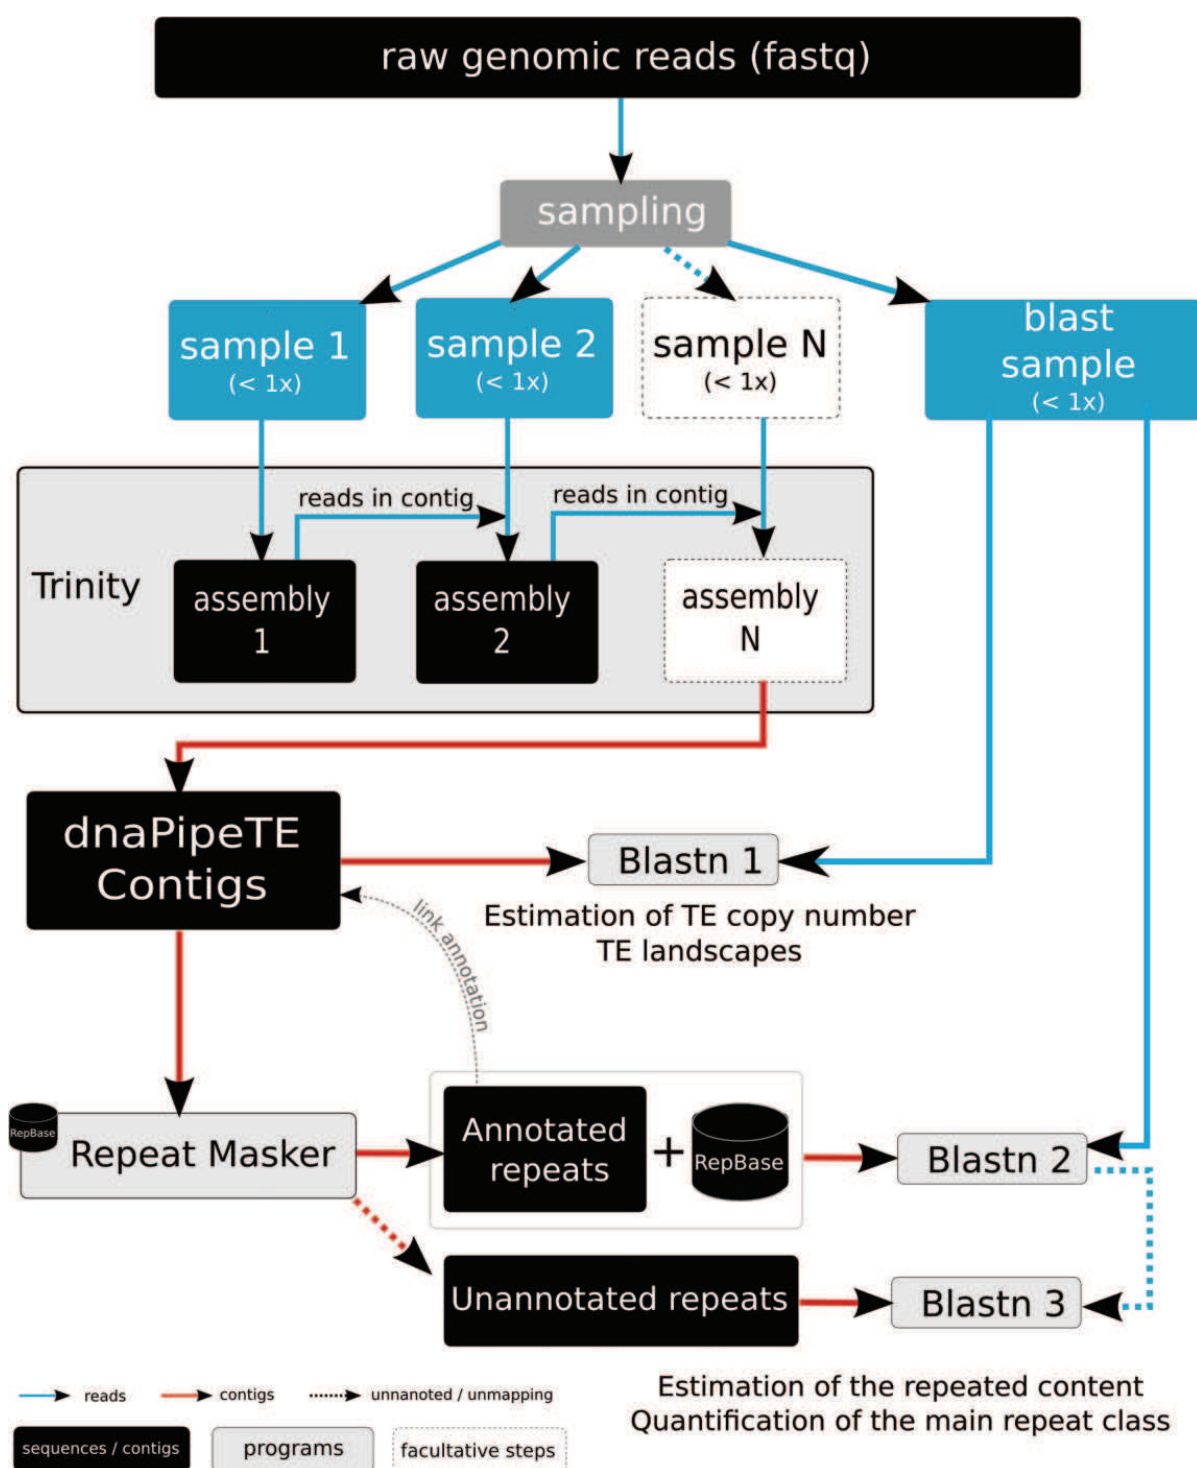 raw genomic reads (fastq)
sampling
sample 1
(< 1x)
sample 2
(< 1x)
sample N
(< 1x)
blast
sample
(< 1x)
reads in contig
reads in contig
Trinity
assembly
1
assembly
2
assembly
N
dnaPipeTE
Contigs
Blastn 1
Estimation of TE copy number
TE landscapes
link annotation
RepBase
Repeat Masker
Annotated
repeats
+
RepBase
Blastn 2
Unannotated repeats
Blastn 3
reads
contigs
unnanoted / unmapping
Estimation of the repeated content
Quantification of the main repeat class
sequences / contigs
programs
facultative steps